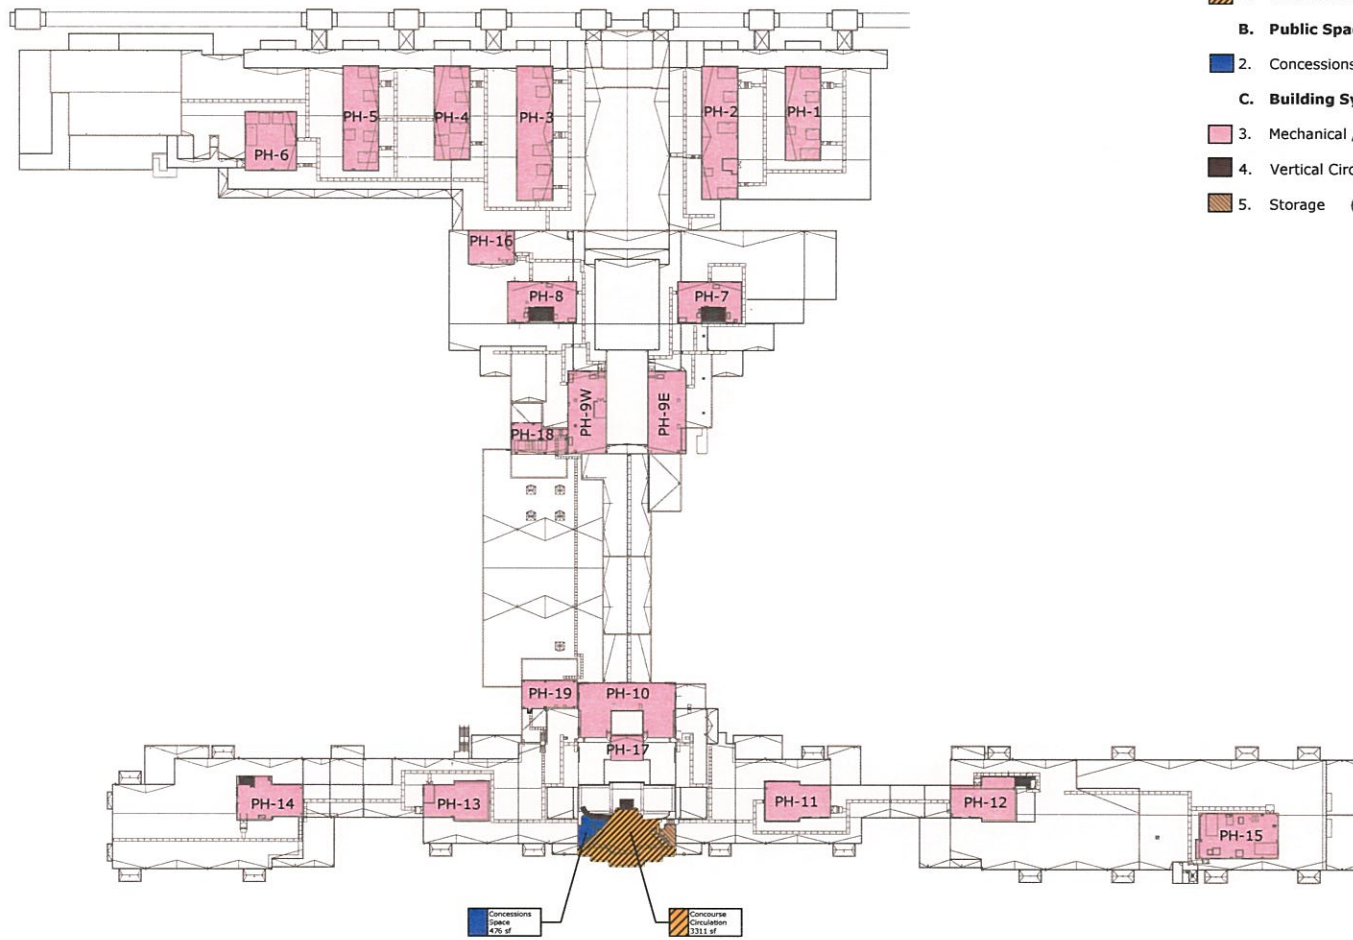 B. Public Spa
2. Concessions
C. Building Sy
3. Mechanical /
4. Vertical Circ
5. Storage (
PH-5
PH-4
PH-3
PH-2
PH-1
PH-6
PH-16
PH-8
PH-7
PH-9W
PH-9E
PH-18
PH-19
PH-10
PH-17
PH-14
PH-13
PH-11
PH-12
PH-15
Concessions
Space
476 sf
Concourse
Circulation
3311 sf